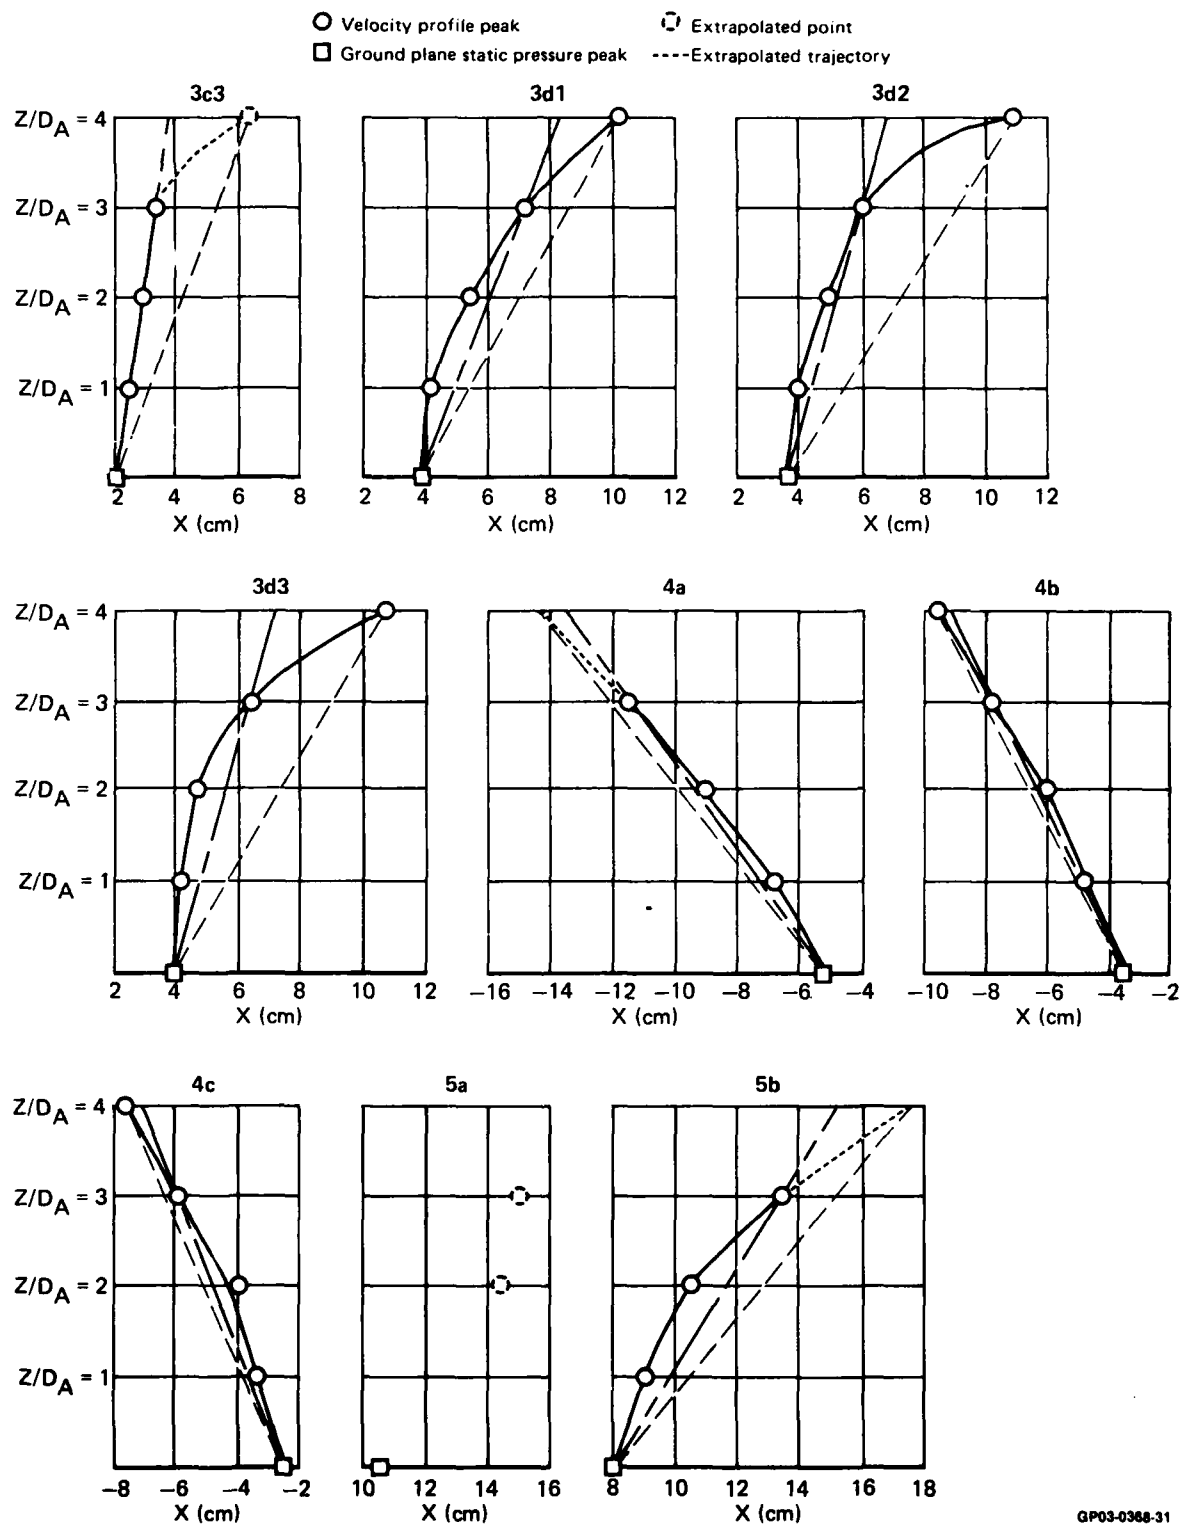 Velocity profile peak
Extrapolated point
Ground plane static pressure peak
Extrapolated trajectory
3c3 3d1 3d2
Z/DA = 4
Z/DA = 3
Z/DA = 2
Z/DA = 1
2 4 6 8 2 4 6 8 10 12 2 4 6 8 10 12
X (cm) X (cm) X (cm)
3d3 4a 4b
Z/DA = 4
Z/DA = 3
Z/DA = 2
Z/DA = 1
2 4 6 8 10 12 −16 −14 −12 −10 −8 −6 −4 −10 −8 −6 −4 −2
X (cm) X (cm) X (cm)
4c 5a 5b
Z/DA = 4
Z/DA = 3
Z/DA = 2
Z/DA = 1
−8 −6 −4 −2 10 12 14 16 8 10 12 14 16 18
X (cm) X (cm) X (cm)
GP03-0368-31